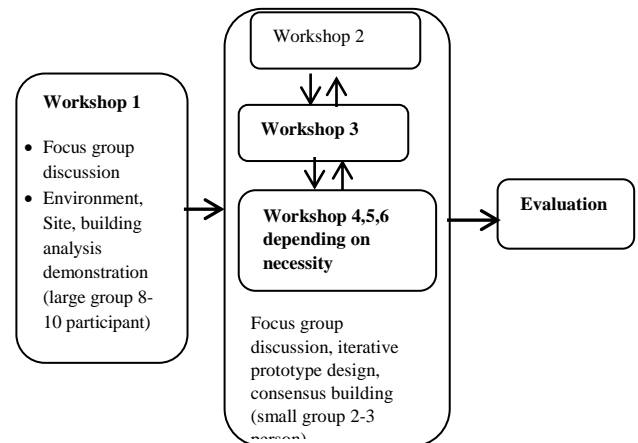 Workshop 1
• Focus group
discussion
• Environment,
Site, building
analysis
demonstration
(large group 8-
10 participant)
Workshop 2
Workshop 3
Workshop 4,5,6
depending on
necessity
Focus group
discussion, iterative
prototype design,
consensus building
(small group 2-3
person)
Evaluation